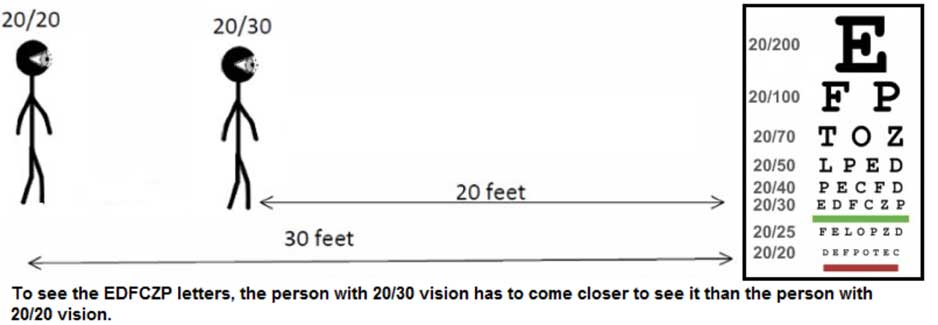 20/20
20/30
20/200 E
20/100 F P
20/70 T O Z
20/50 L P E D
20/40 P E C F D
20/30 E D F C Z P
20/25 F E L O P Z D
20/20 D E F P O T E C
20 feet
30 feet
To see the EDFCZP letters, the person with 20/30 vision has to come closer to see it than the person with
20/20 vision.